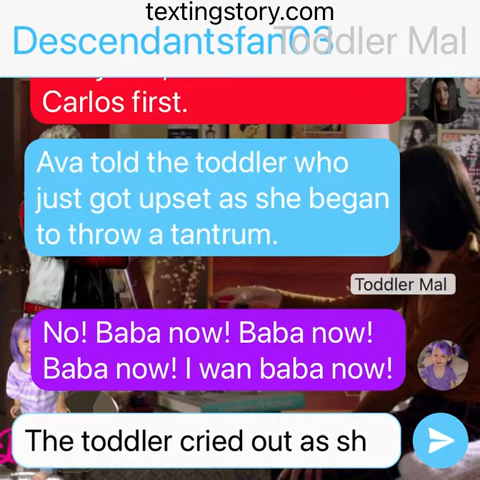 textingstory.com
Descendantsfan03
Toddler Mal
Carlos first.
Ava told the toddler who
just got upset as she began
to throw a tantrum.
Toddler Mal
No! Baba now! Baba now!
Baba now! I wan baba now!
The toddler cried out as sh